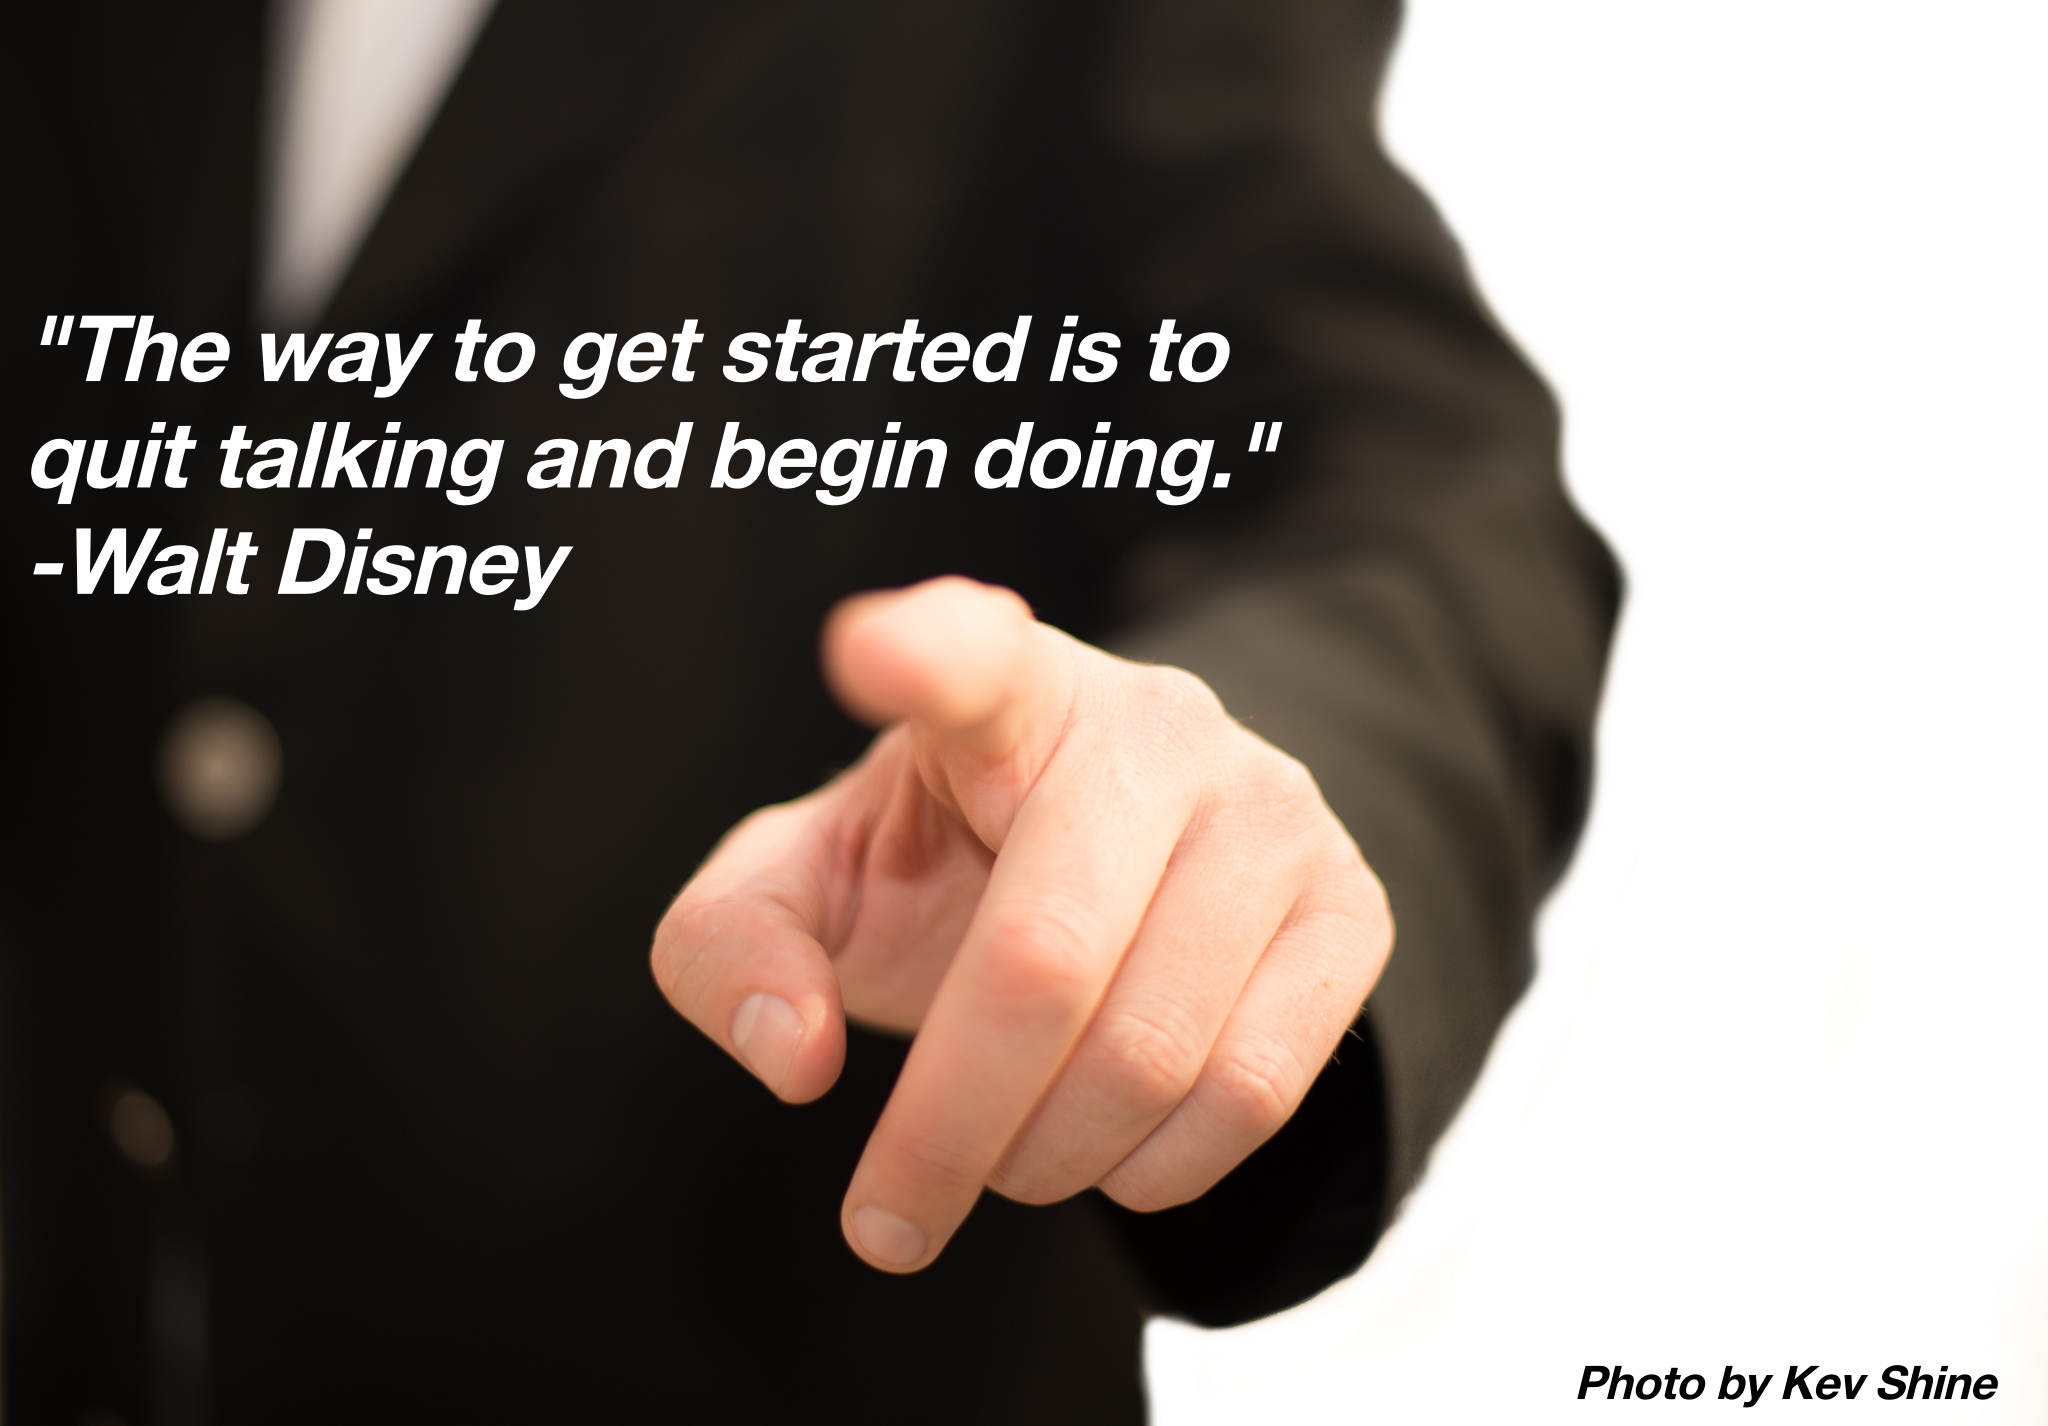 "The way to get started is to
quit talking and begin doing."
-Walt Disney
Photo by Kev Shine